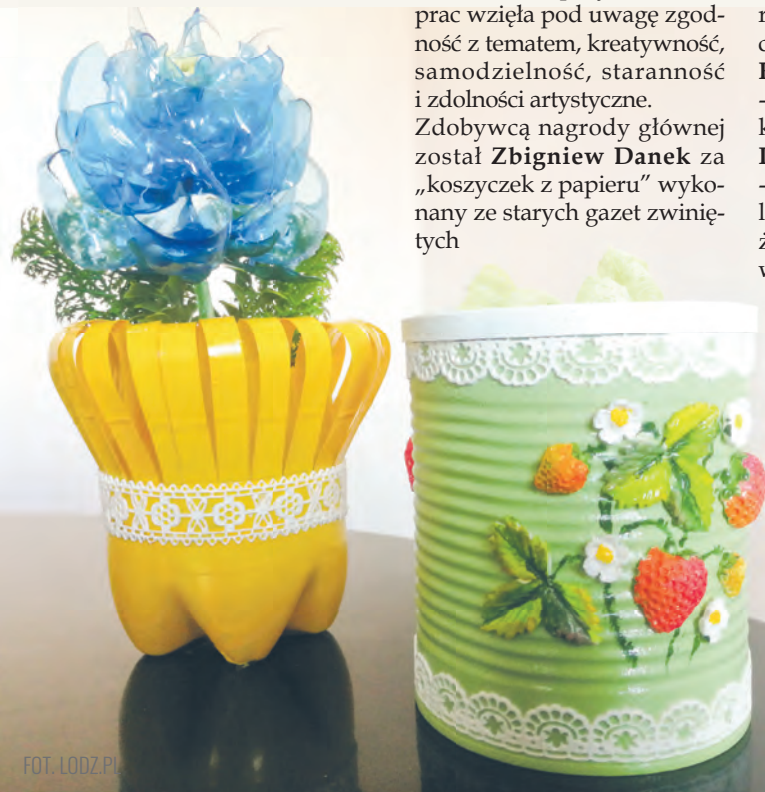 prac wzięła pod uwagę zgod-
ność z tematem, kreatywność,
samodzielność, staranność
i zdolności artystyczne.
Zdobywcą nagrody głównej
został Zbigniew Danek za
„koszyczek z papieru” wyko-
nany ze starych gazet zwinię-
tych
FOT. LODZ.PL